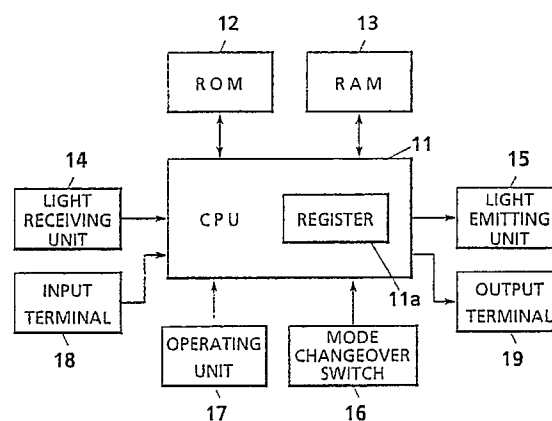 12
13
ROM
RAM
11
14
15
LIGHT
RECEIVING
UNIT
CPU
REGISTER
LIGHT
EMITTING
UNIT
INPUT
TERMINAL
11a
OUTPUT
TERMINAL
18
OPERATING
UNIT
MODE
CHANGEOVER
SWITCH
19
17
16